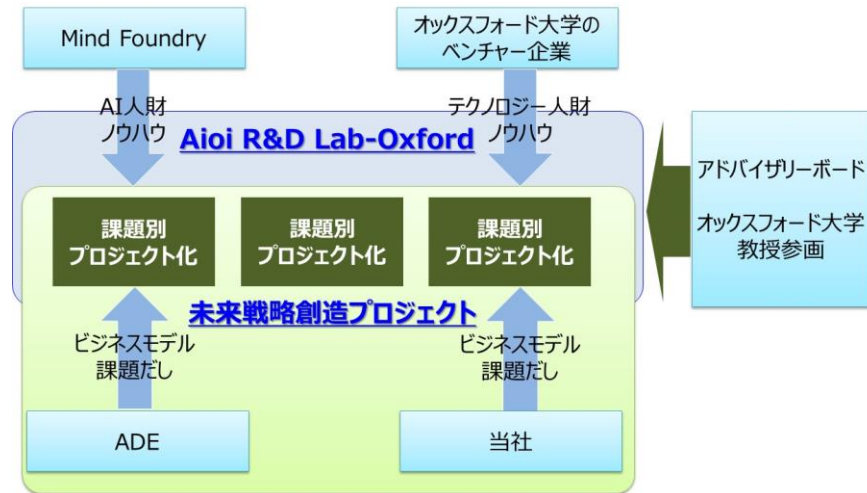 Mind Foundry
オックスフォード大学の
ベンチャー企業
AI人財
ノウハウ
テクノロジー人財
ノウハウ
Aioi R&D Lab-Oxford
アドバイザリーボード
オックスフォード大学
教授参画
課題別
プロジェクト化
課題別
プロジェクト化
課題別
プロジェクト化
未来戦略創造プロジェクト
ビジネスモデル
課題だし
ビジネスモデル
課題だし
ADE
当社